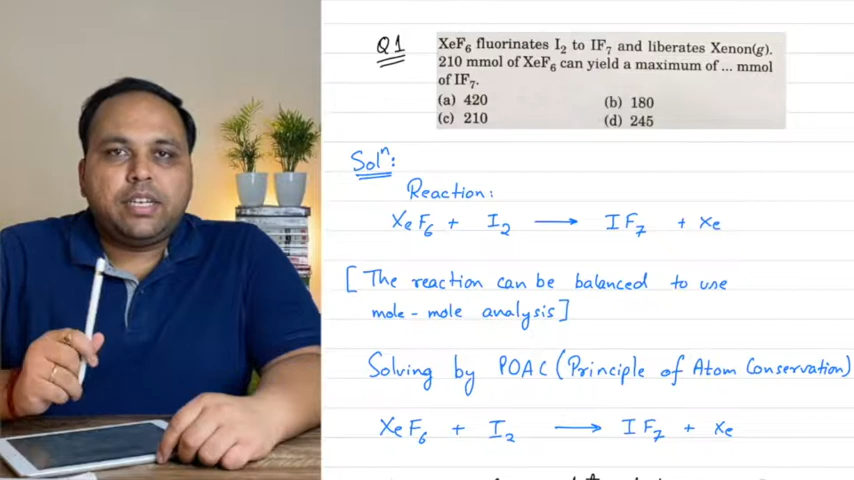 Q1
XeF₆ fluorinates I₂ to IF₇ and liberates Xenon(g).
210 mmol of XeF₆ can yield a maximum of ... mmol
of IF₇.
(a) 420 (b) 180
(c) 210 (d) 245
Solⁿ:
Reaction:
XeF₆ + I₂ → IF₇ + Xe
[The reaction can be balanced to use
mole-mole analysis]
Solving by POAC (Principle of Atom Conservation)
XeF₆ + I₂ → IF₇ + Xe